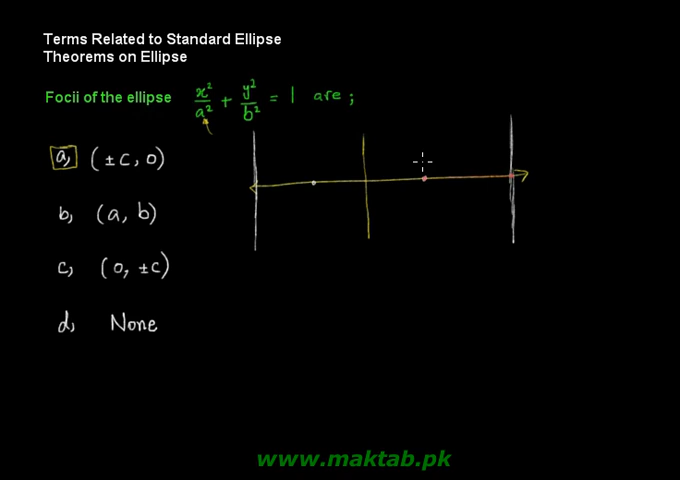 Terms Related to Standard Ellipse
Theorems on Ellipse
Focii of the ellipse x²/a² + y²/b² = 1 are ;
a, (±c, 0)
b, (a, b)
c, (0, ±c)
d, None
www.maktab.pk